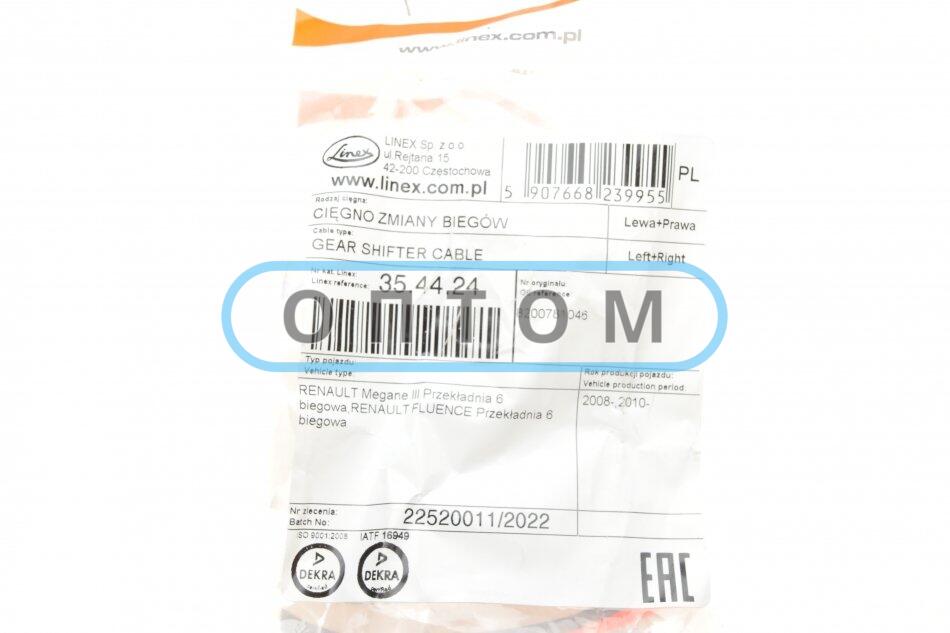 www.linex.com.pl
Linex
LINEX Sp. z o.o
ul.Rejtana 15
42-200 Częstochowa
www.linex.com.pl
5 907668 239955
PL
Rodzaj cięgna:
CIĘGNO ZMIANY BIEGÓW
Lewa+Prawa
Cable type:
GEAR SHIFTER CABLE
Left+Right
Nr kat. Linex:
Linex reference:
35.44.24
Nr oryginału:
OE reference:
8200781046
ОПТОМ
Typ pojazdu:
Vehicle type:
Rok produkcji pojazdu:
Vehicle production period:
RENAULT Megane III Przekładnia 6
biegowa,RENAULT FLUENCE Przekładnia 6
biegowa
2008-,2010-
Nr zlecenia:
Batch No:
22520011/2022
ISO 9001:2008
IATF 16949
DEKRA
DEKRA
EAC